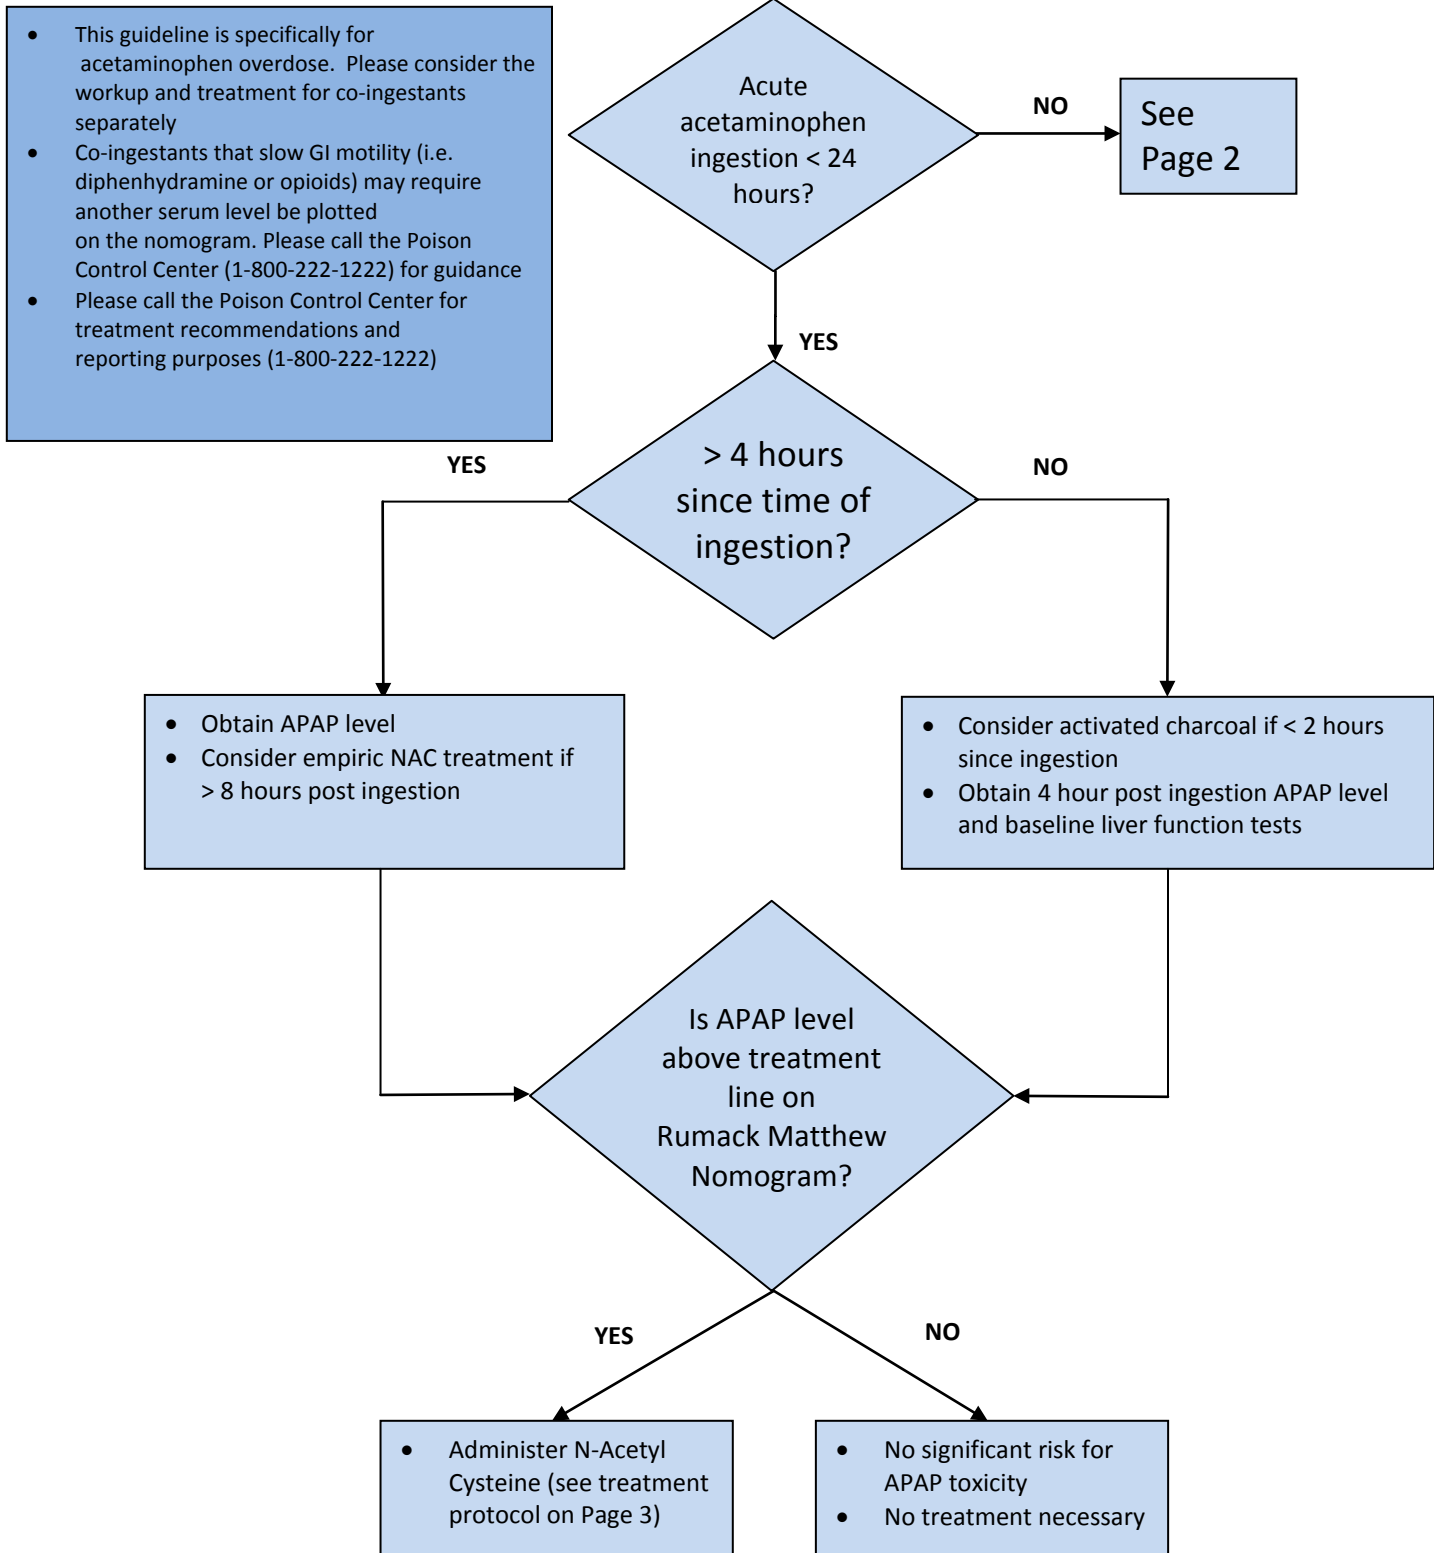 • This guideline is specifically for
acetaminophen overdose. Please consider the
workup and treatment for co-ingestants
separately
• Co-ingestants that slow GI motility (i.e.
diphenhydramine or opioids) may require
another serum level be plotted
on the nomogram. Please call the Poison
Control Center (1-800-222-1222) for guidance
• Please call the Poison Control Center for
treatment recommendations and
reporting purposes (1-800-222-1222)
Acute
acetaminophen
ingestion < 24
hours?
NO
See
Page 2
YES
> 4 hours
since time of
ingestion?
YES
NO
• Obtain APAP level
• Consider empiric NAC treatment if
> 8 hours post ingestion
• Consider activated charcoal if < 2 hours
since ingestion
• Obtain 4 hour post ingestion APAP level
and baseline liver function tests
Is APAP level
above treatment
line on
Rumack Matthew
Nomogram?
YES
NO
• Administer N-Acetyl
Cysteine (see treatment
protocol on Page 3)
• No significant risk for
APAP toxicity
• No treatment necessary